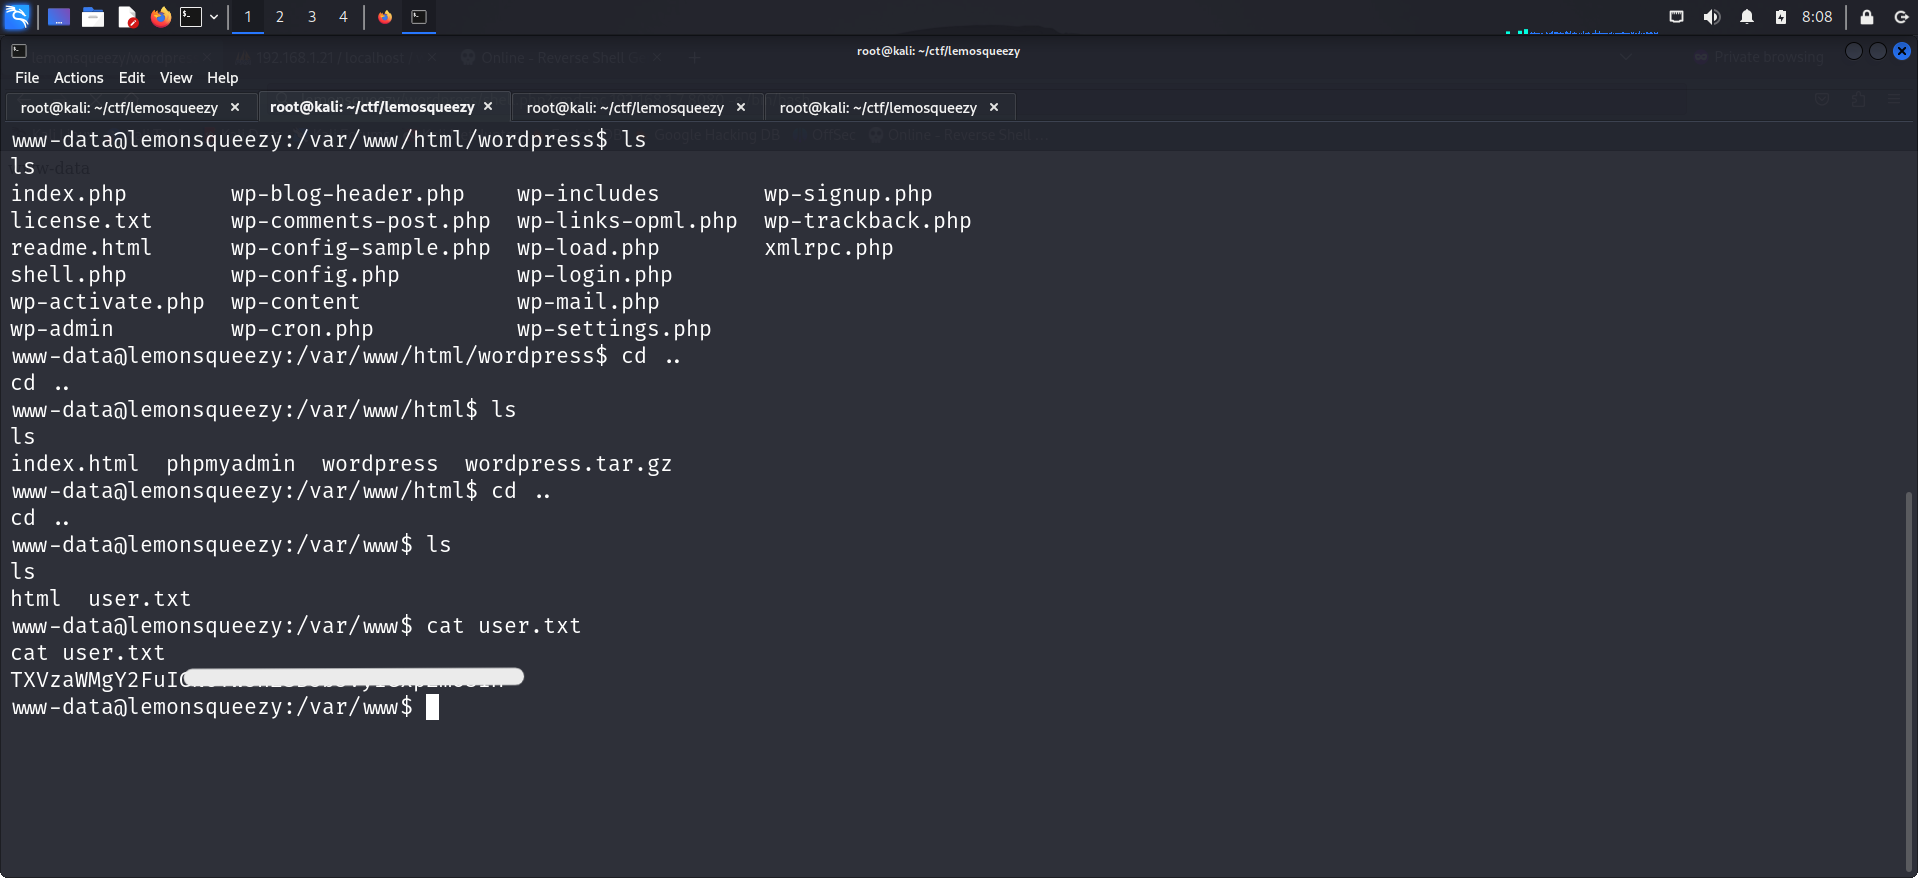 1 2 3 4
8:08
root@kali: ~/ctf/lemosqueezy
File Actions Edit View Help
root@kali: ~/ctf/lemosqueezy × root@kali: ~/ctf/lemosqueezy × root@kali: ~/ctf/lemosqueezy × root@kali: ~/ctf/lemosqueezy ×
www-data@lemonsqueezy:/var/www/html/wordpress$ ls
ls
index.php wp-blog-header.php wp-includes wp-signup.php
license.txt wp-comments-post.php wp-links-opml.php wp-trackback.php
readme.html wp-config-sample.php wp-load.php xmlrpc.php
shell.php wp-config.php wp-login.php
wp-activate.php wp-content wp-mail.php
wp-admin wp-cron.php wp-settings.php
www-data@lemonsqueezy:/var/www/html/wordpress$ cd ..
cd ..
www-data@lemonsqueezy:/var/www/html$ ls
ls
index.html phpmyadmin wordpress wordpress.tar.gz
www-data@lemonsqueezy:/var/www/html$ cd ..
cd ..
www-data@lemonsqueezy:/var/www$ ls
ls
html user.txt
www-data@lemonsqueezy:/var/www$ cat user.txt
cat user.txt
TXVzaWMgY2FuI
www-data@lemonsqueezy:/var/www$